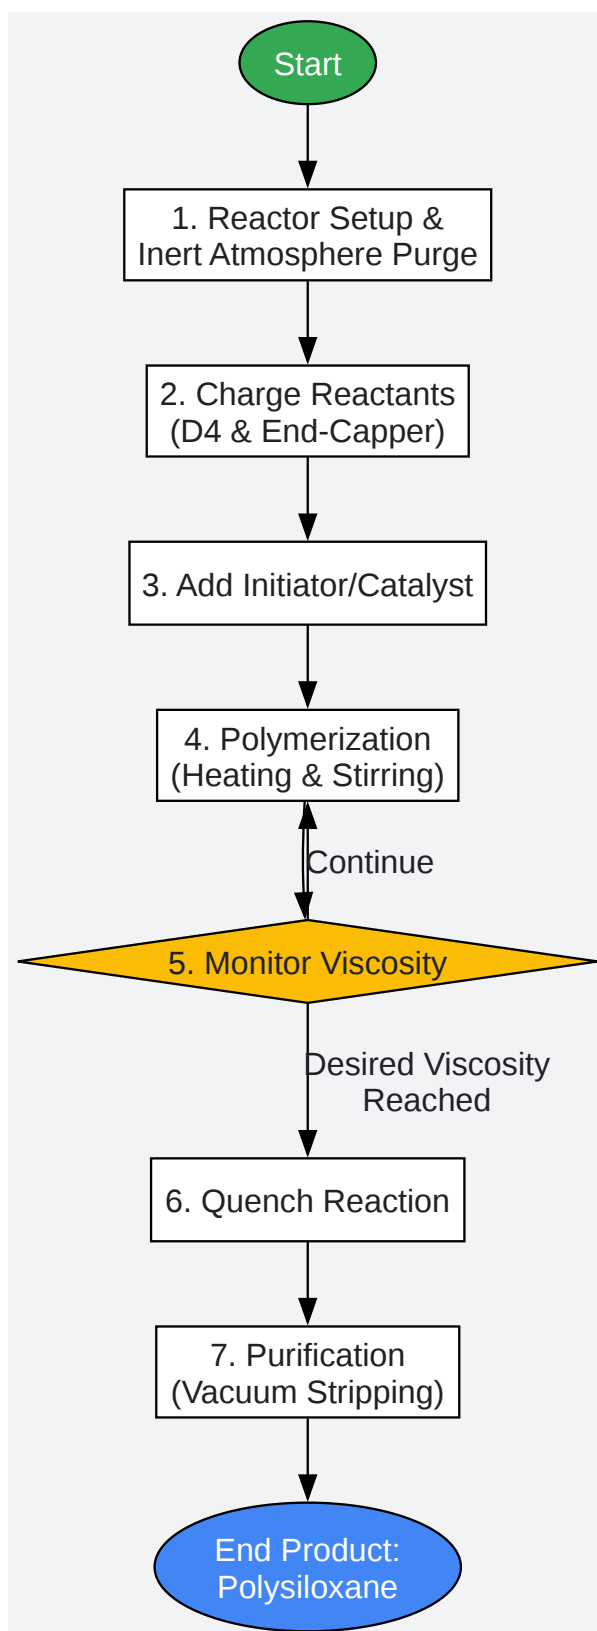 Start
1. Reactor Setup &
Inert Atmosphere Purge
2. Charge Reactants
(D4 & End-Capper)
3. Add Initiator/Catalyst
4. Polymerization
(Heating & Stirring)
Continue
5. Monitor Viscosity
Desired Viscosity
Reached
6. Quench Reaction
7. Purification
(Vacuum Stripping)
End Product:
Polysiloxane